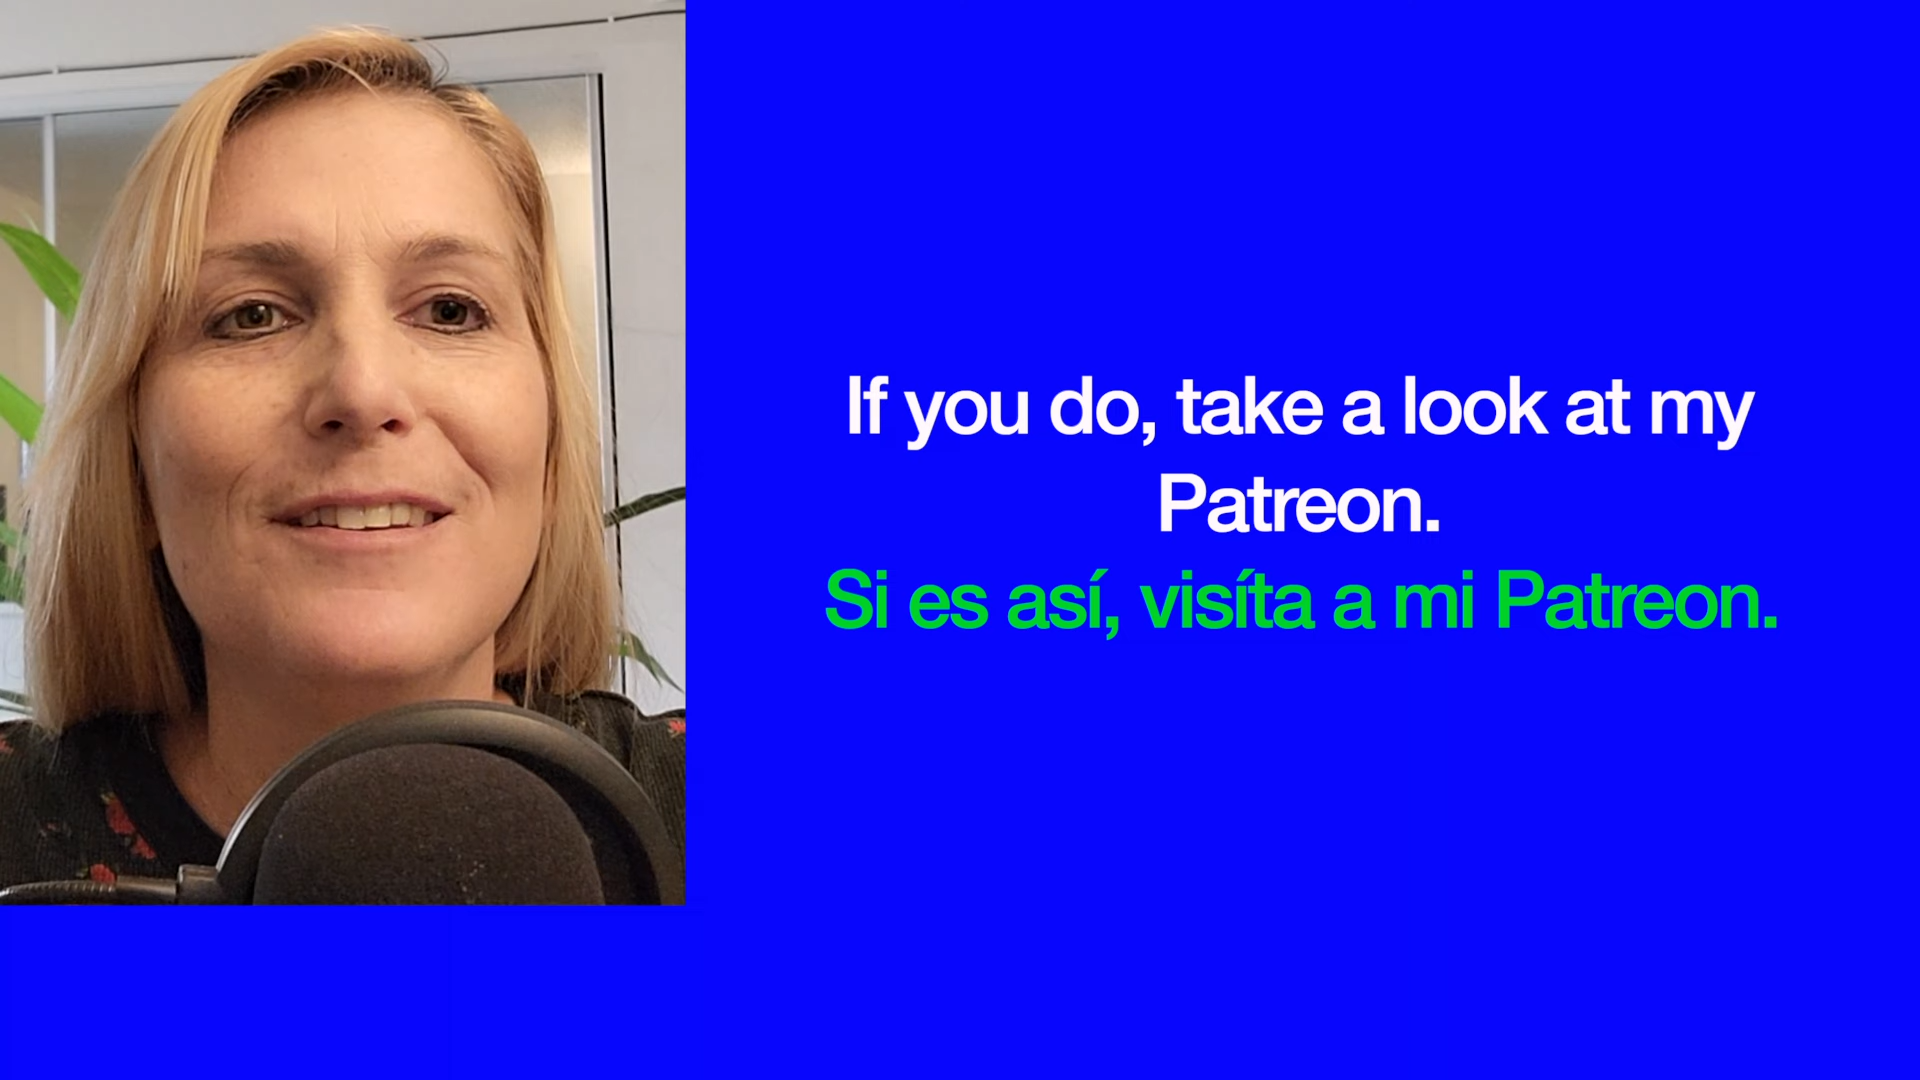 If you do, take a look at my
Patreon.
Si es así, visíta a mi Patreon.